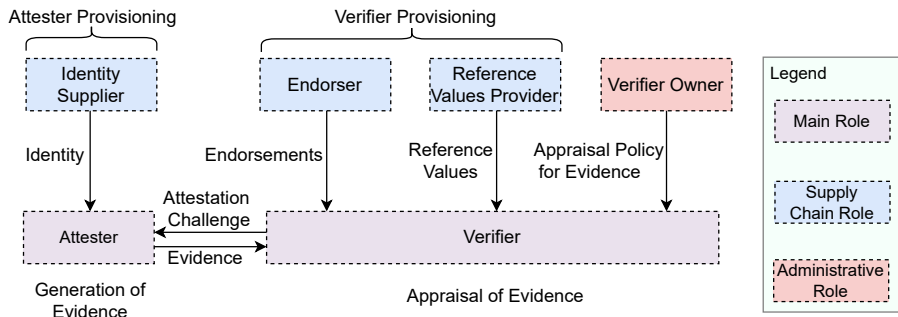 Attester Provisioning
Verifier Provisioning
Identity
Supplier
Endorser
Reference
Values Provider
Verifier Owner
Identity
Endorsements
Reference
Values
Appraisal Policy
for Evidence
Attestation
Challenge
Attester
Evidence
Verifier
Generation of
Evidence
Appraisal of Evidence
Legend
Main Role
Supply
Chain Role
Administrative
Role